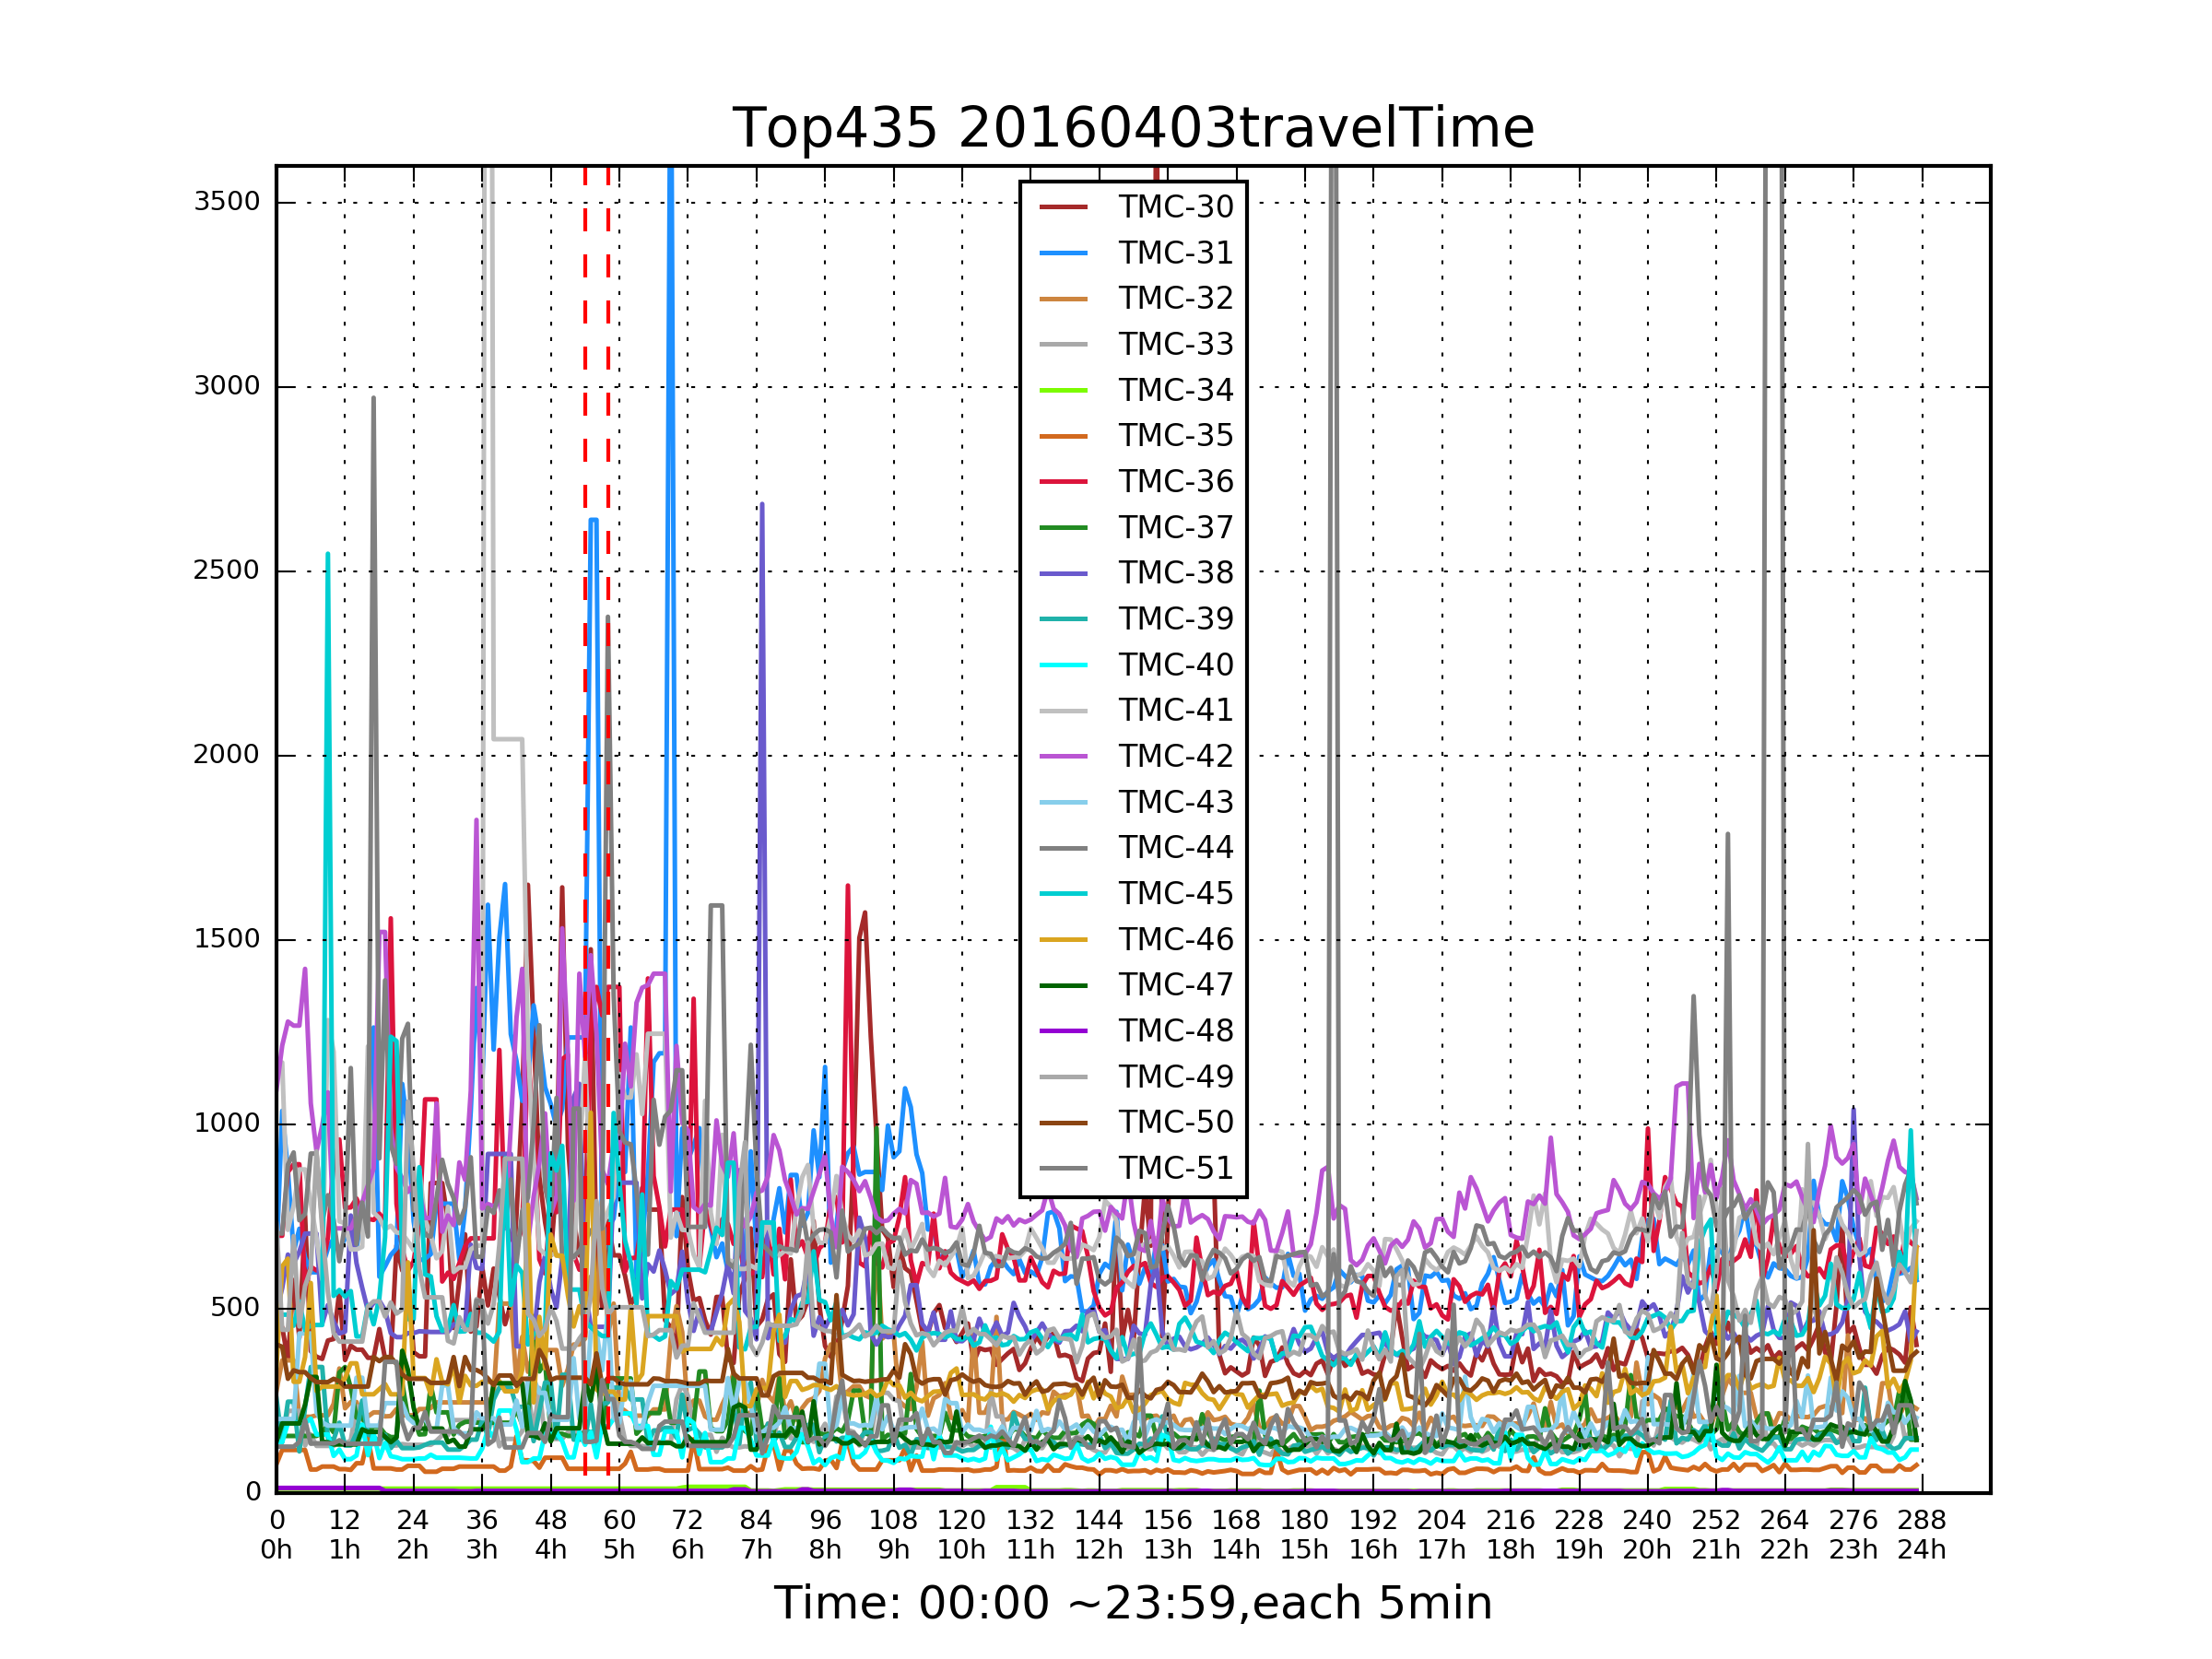 Top435 20160403travelTime
3500
3000
2500
2000
1500
1000
500
0
TMC-30
TMC-31
TMC-32
TMC-33
TMC-34
TMC-35
TMC-36
TMC-37
TMC-38
TMC-39
TMC-40
TMC-41
TMC-42
TMC-43
TMC-44
TMC-45
TMC-46
TMC-47
TMC-48
TMC-49
TMC-50
TMC-51
0 12 24 36 48 60 72 84 96 108 120 132 144 156 168 180 192 204 216 228 240 252 264 276 288
0h 1h 2h 3h 4h 5h 6h 7h 8h 9h 10h 11h 12h 13h 14h 15h 16h 17h 18h 19h 20h 21h 22h 23h 24h
Time: 00:00 ~23:59,each 5min